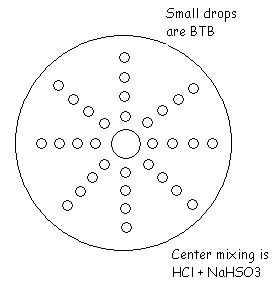 Small drops
are BTB
Center mixing is
HCl + NaHSO3